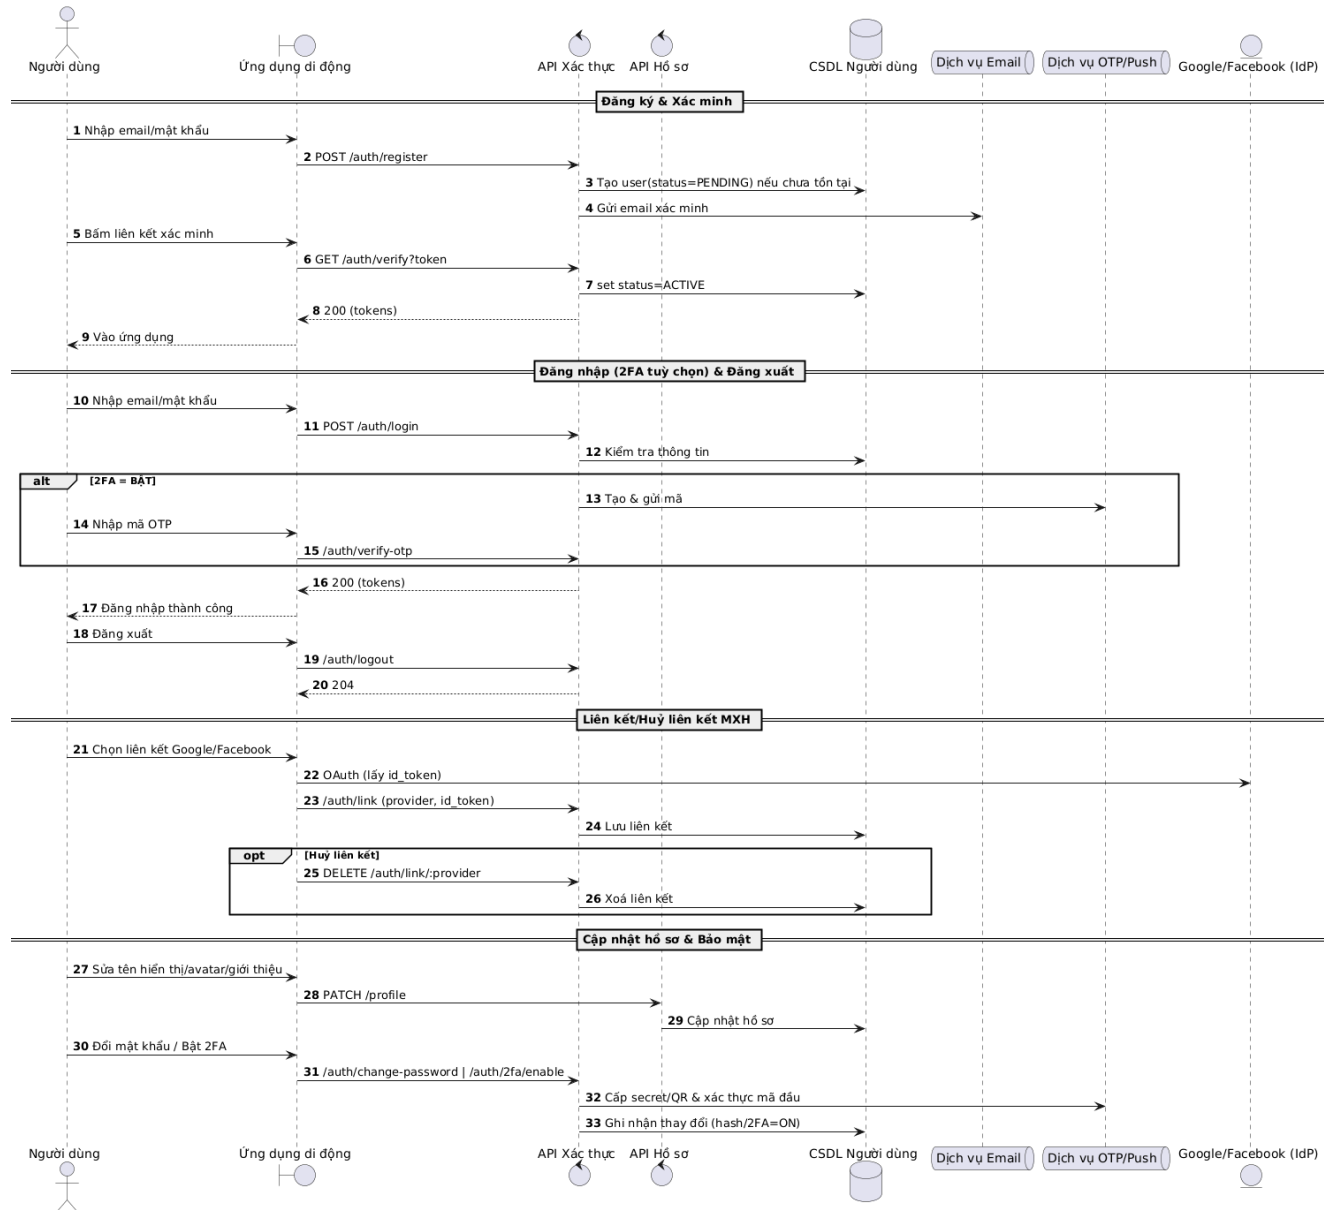 Người dùng
Ứng dụng di động
API Xác thực
API Hồ sơ
CSDL Người dùng
Dịch vụ Email
Dịch vụ OTP/Push
Google/Facebook (IdP)
Đăng ký & Xác minh
1 Nhập email/mật khẩu
2 POST /auth/register
3 Tạo user(status=PENDING) nếu chưa tồn tại
4 Gửi email xác minh
5 Bấm liên kết xác minh
6 GET /auth/verify?token
7 set status=ACTIVE
8 200 (tokens)
9 Vào ứng dụng
Đăng nhập (2FA tuỳ chọn) & Đăng xuất
10 Nhập email/mật khẩu
11 POST /auth/login
12 Kiểm tra thông tin
alt [2FA = BẬT]
13 Tạo & gửi mã
14 Nhập mã OTP
15 /auth/verify-otp
16 200 (tokens)
17 Đăng nhập thành công
18 Đăng xuất
19 /auth/logout
20 204
Liên kết/Huỷ liên kết MXH
21 Chọn liên kết Google/Facebook
22 OAuth (lấy id_token)
23 /auth/link (provider, id_token)
24 Lưu liên kết
opt [Huỷ liên kết]
25 DELETE /auth/link/:provider
26 Xoá liên kết
Cập nhật hồ sơ & Bảo mật
27 Sửa tên hiển thị/avatar/giới thiệu
28 PATCH /profile
29 Cập nhật hồ sơ
30 Đổi mật khẩu / Bật 2FA
31 /auth/change-password | /auth/2fa/enable
32 Cấp secret/QR & xác thực mã đầu
33 Ghi nhận thay đổi (hash/2FA=ON)
Người dùng
Ứng dụng di động
API Xác thực
API Hồ sơ
CSDL Người dùng
Dịch vụ Email
Dịch vụ OTP/Push
Google/Facebook (IdP)